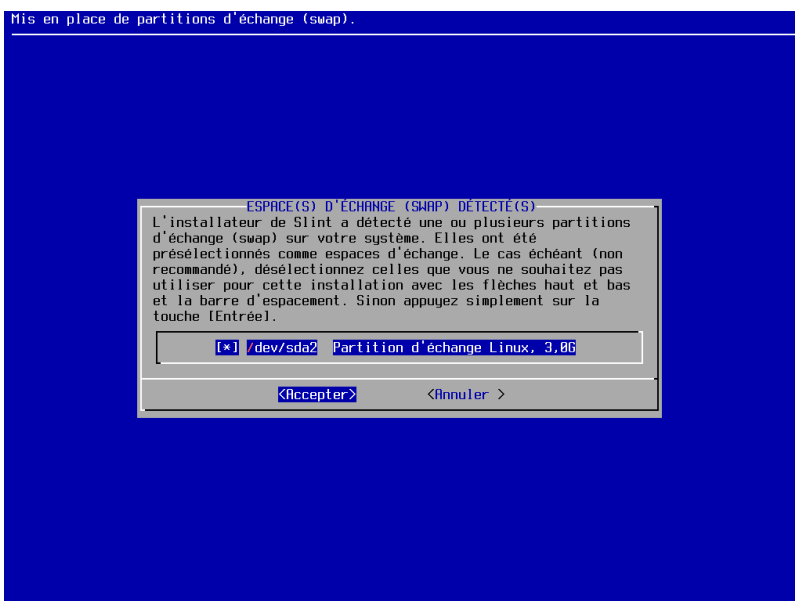 Mis en place de partitions d'échange (swap).
ESPACE(S) D'ÉCHANGE (SWAP) DÉTECTÉ(S)
L'installateur de Slint a détecté une ou plusieurs partitions
d'échange (swap) sur votre système. Elles ont été
présélectionnés comme espaces d'échange. Le cas échéant (non
recommandé), désélectionnez celles que vous ne souhaitez pas
utiliser pour cette installation avec les flèches haut et bas
et la barre d'espacement. Sinon appuyez simplement sur la
touche [Entrée].
[*] /dev/sda2 Partition d'échange Linux, 3,0G
<Accepter> <Annuler >